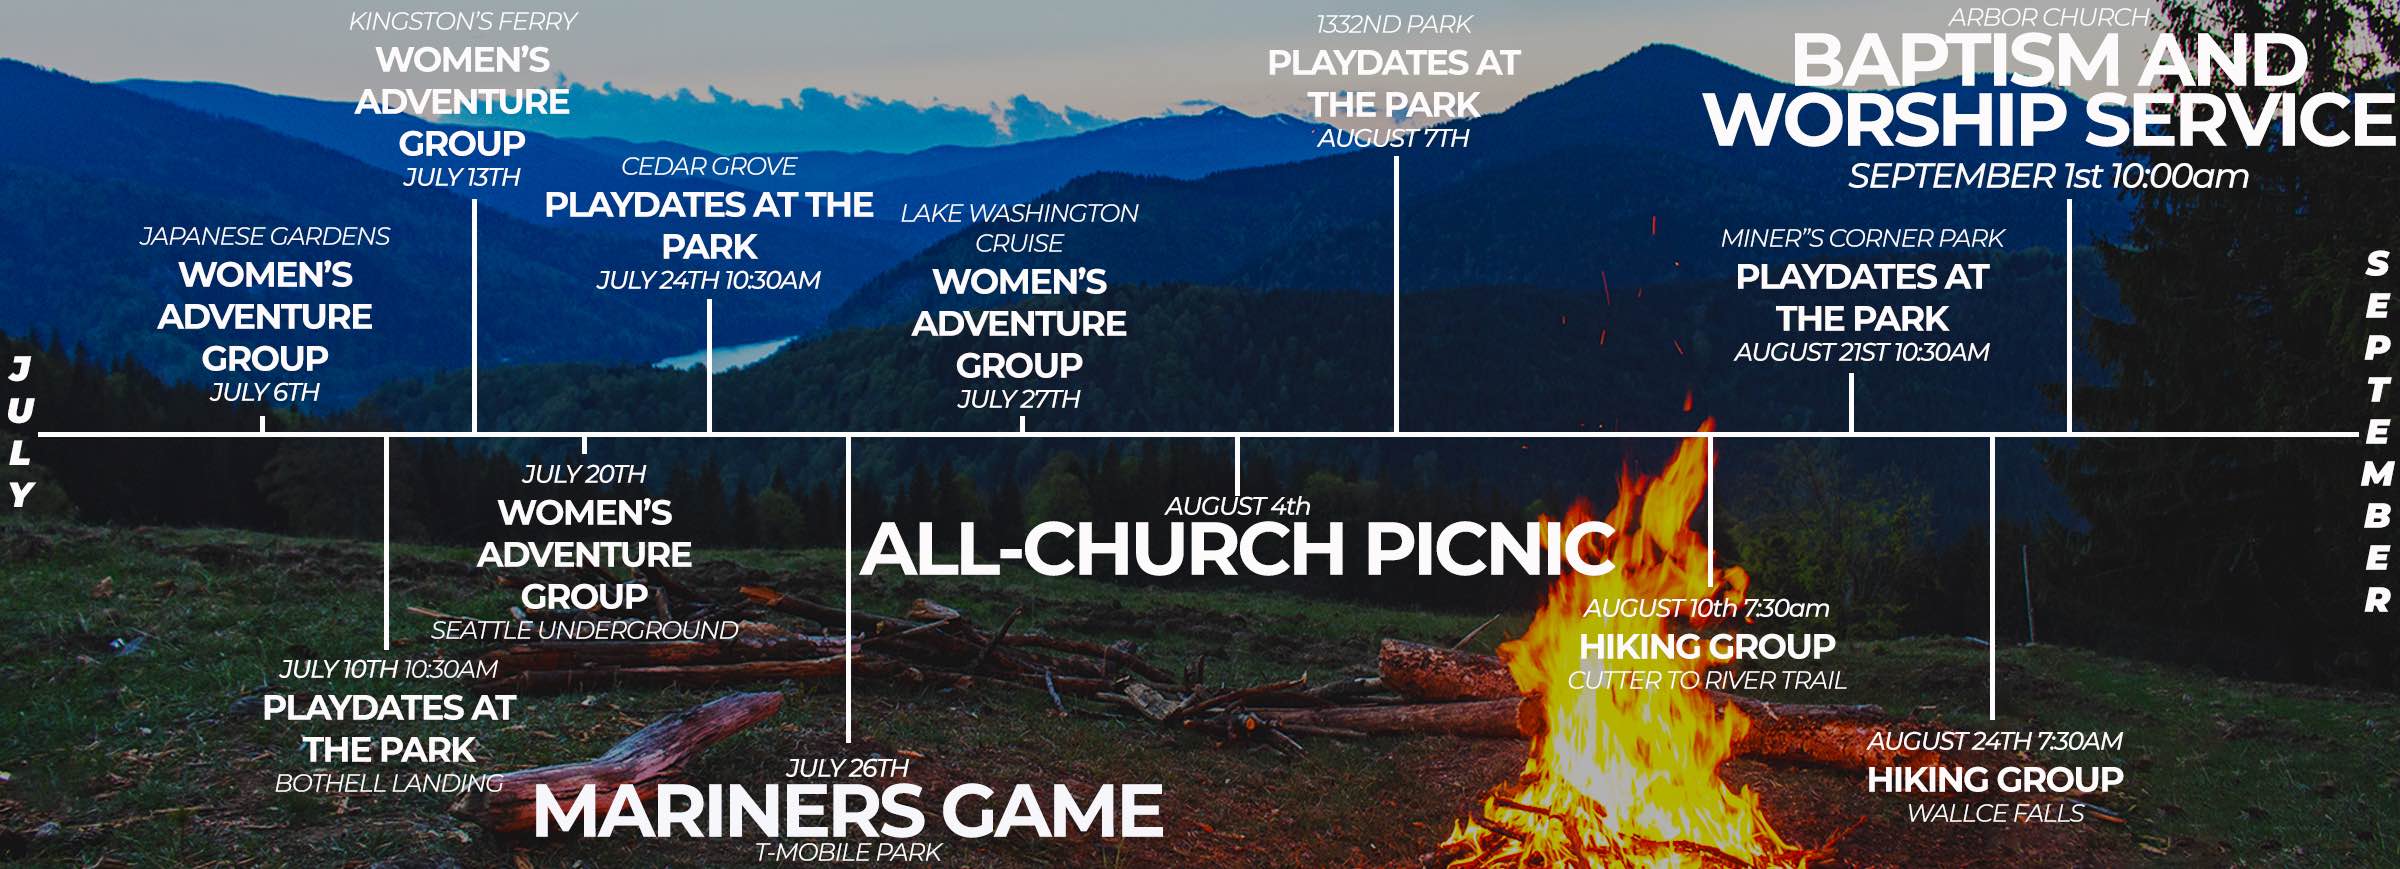 KINGSTON'S FERRY
WOMEN'S
ADVENTURE
GROUP
JULY 13TH
1332ND PARK
PLAYDATES AT
THE PARK
AUGUST 7TH
ARBOR CHURCH
BAPTISM AND
WORSHIP SERVICE
SEPTEMBER 1st 10:00am
CEDAR GROVE
PLAYDATES AT THE
PARK
JULY 24TH 10:30AM
LAKE WASHINGTON
CRUISE
WOMEN'S
ADVENTURE
GROUP
JULY 27TH
JAPANESE GARDENS
WOMEN'S
ADVENTURE
GROUP
JULY 6TH
MINER"S CORNER PARK
PLAYDATES AT
THE PARK
AUGUST 21ST 10:30AM
JULY
SEPTEMBER
JULY 20TH
WOMEN'S
ADVENTURE
GROUP
SEATTLE UNDERGROUND
AUGUST 4th
ALL-CHURCH PICNIC
AUGUST 10th 7:30am
HIKING GROUP
CUTTER TO RIVER TRAIL
JULY 10TH 10:30AM
PLAYDATES AT
THE PARK
BOTHELL LANDING
JULY 26TH
MARINERS GAME
T-MOBILE PARK
AUGUST 24TH 7:30AM
HIKING GROUP
WALLCE FALLS